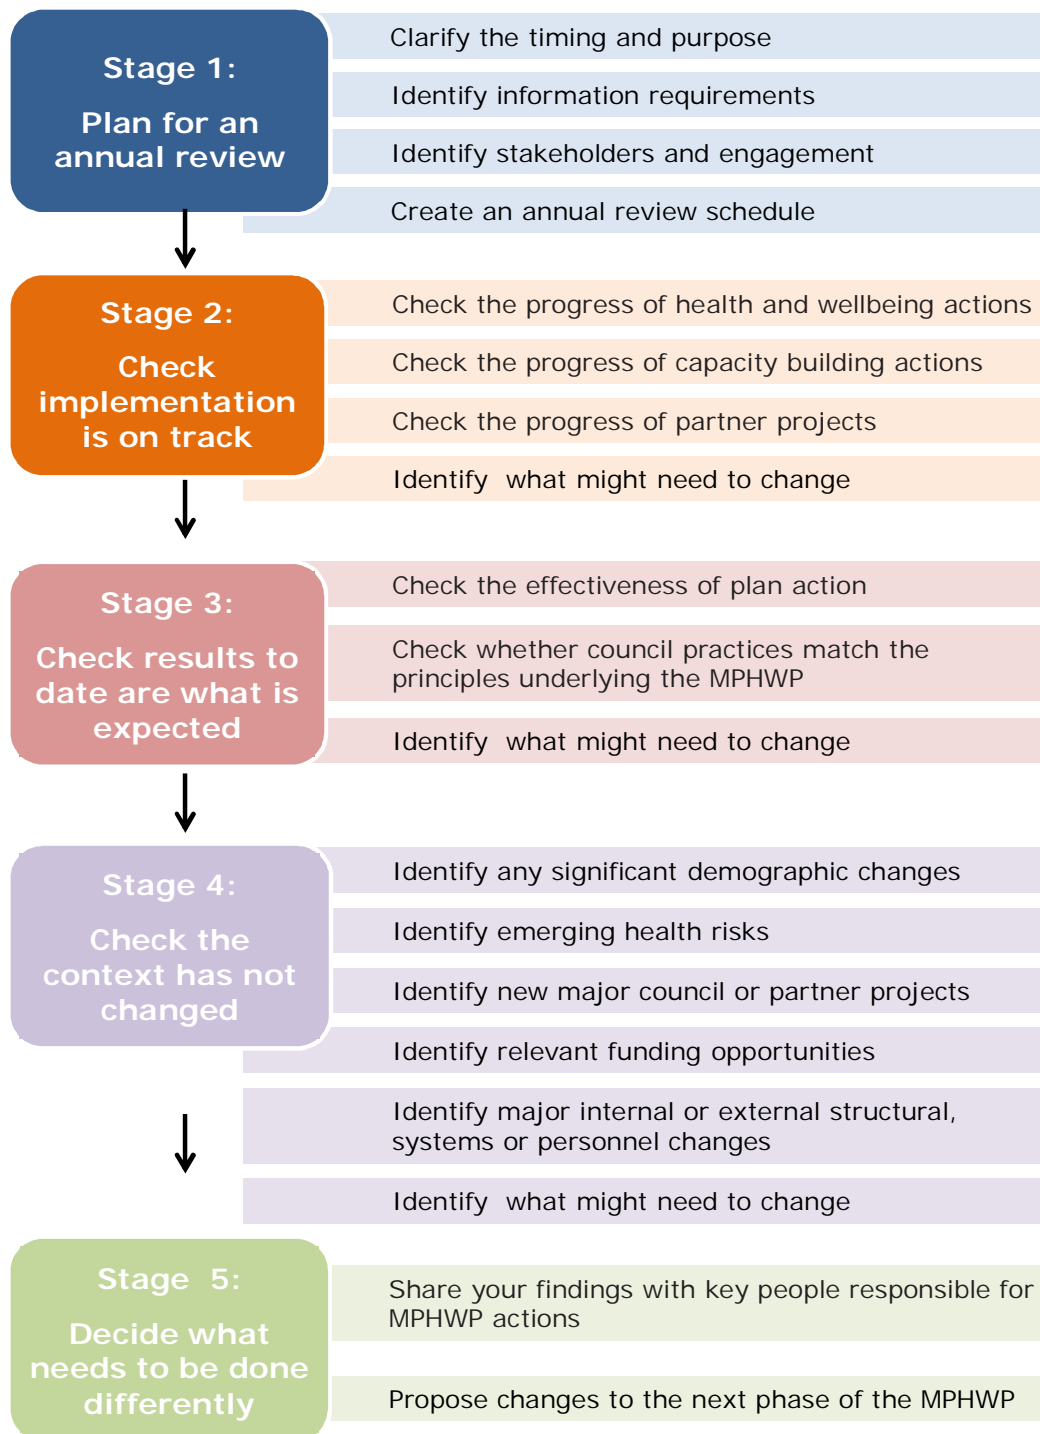 Stage 1:
Plan for an
annual review
Clarify the timing and purpose
Identify information requirements
Identify stakeholders and engagement
Create an annual review schedule
Stage 2:
Check
implementation
is on track
Check the progress of health and wellbeing actions
Check the progress of capacity building actions
Check the progress of partner projects
Identify  what might need to change
Stage 3:
Check results to
date are what is
expected
Check the effectiveness of plan action
Check whether council practices match the
principles underlying the MPHWP
Identify  what might need to change
Stage 4:
Check the
context has not
changed
Identify any significant demographic changes
Identify emerging health risks
Identify new major council or partner projects
Identify relevant funding opportunities
Identify major internal or external structural,
systems or personnel changes
Identify  what might need to change
Stage  5:
Decide what
needs to be done
differently
Share your findings with key people responsible for
MPHWP actions
Propose changes to the next phase of the MPHWP